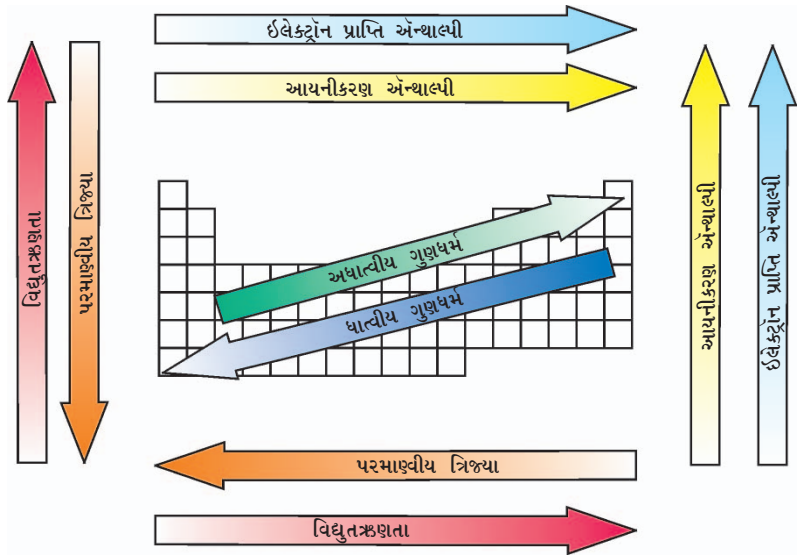 ઇલેક્ટ્રૉન પ્રાપ્તિ ઍન્થાલ્પી
આયનીકરણ ઍન્થાલ્પી
વિદ્યુતઋણતા
પરમાણ્વીય ત્રિજ્યા
અધાત્વીય ગુણધર્મ
ધાત્વીય ગુણધર્મ
આયનીકરણ ઍન્થાલ્પી
ઇલેક્ટ્રૉન પ્રાપ્તિ ઍન્થાલ્પી
પરમાણ્વીય ત્રિજ્યા
વિદ્યુતઋણતા